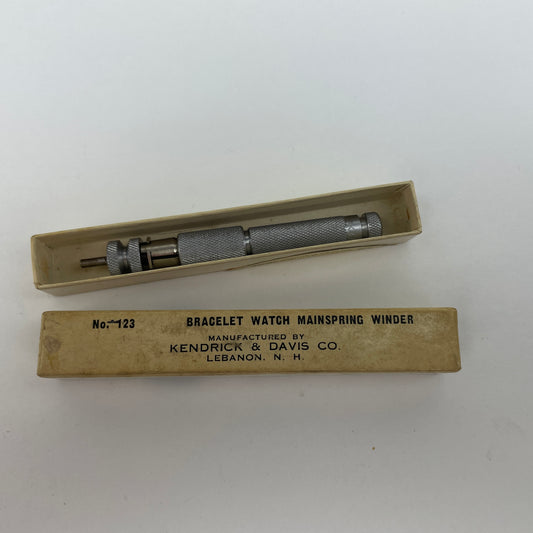 No. 123 BRACELET WATCH MAINSPRING WINDER
MANUFACTURED BY
KENDRICK & DAVIS CO.
LEBANON, N. H.